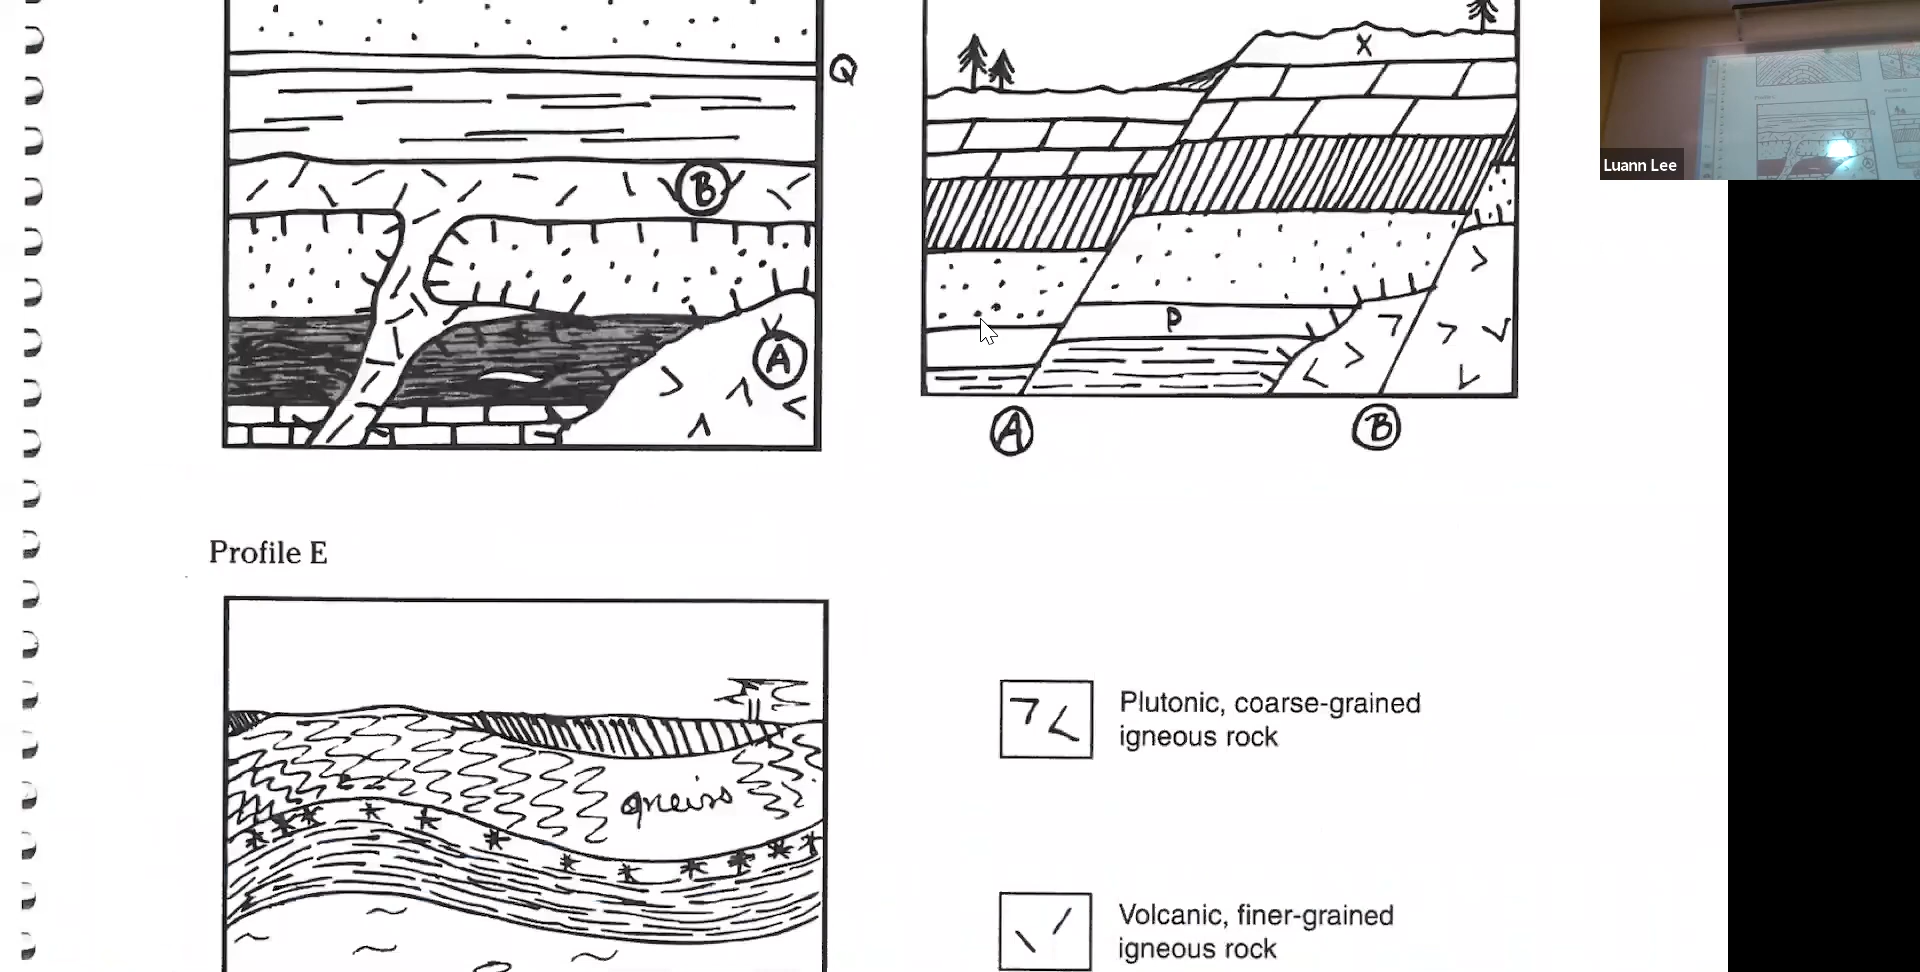 Q
X
B
A
P
A
B
Luann Lee
Profile E
gneiss
Plutonic, coarse-grained
igneous rock
Volcanic, finer-grained
igneous rock